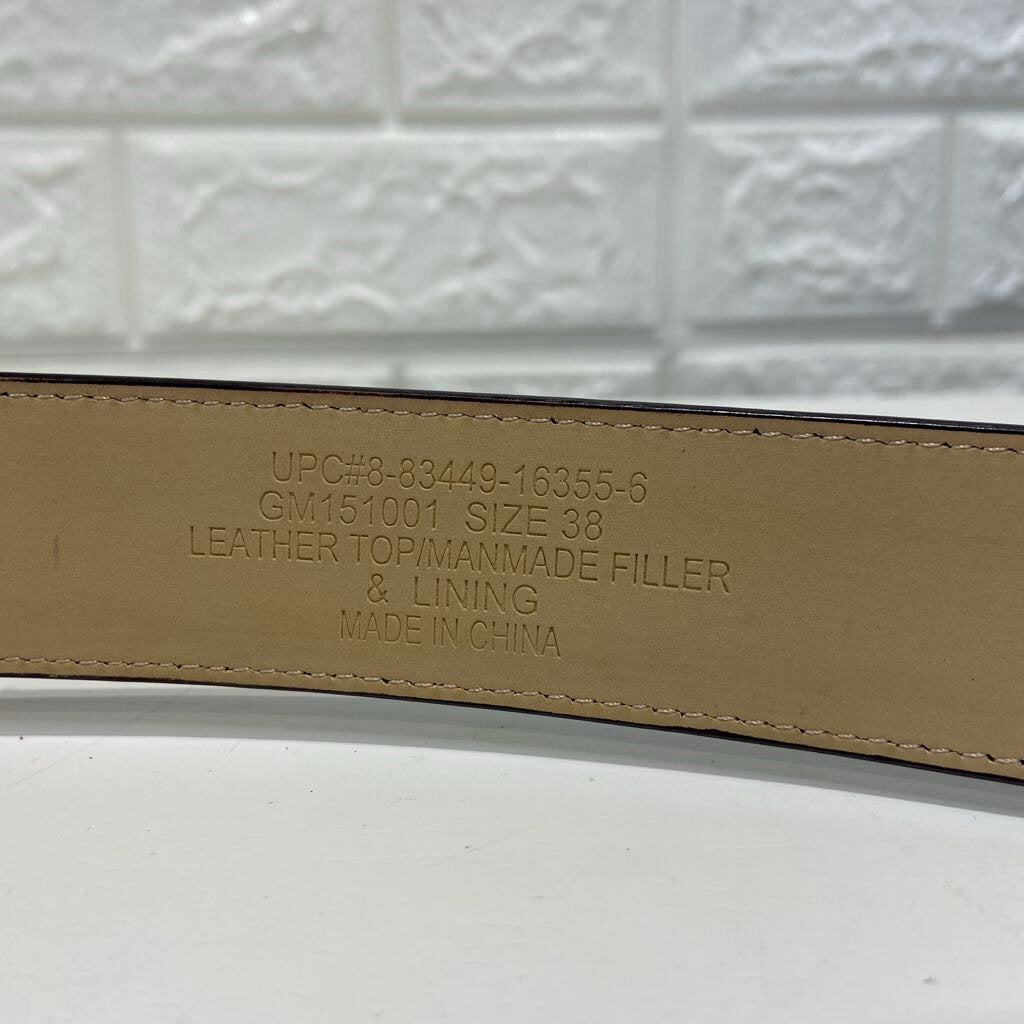 UPC#8-83449-16355-6
GM151001 SIZE 38
LEATHER TOP/MANMADE FILLER
& LINING
MADE IN CHINA